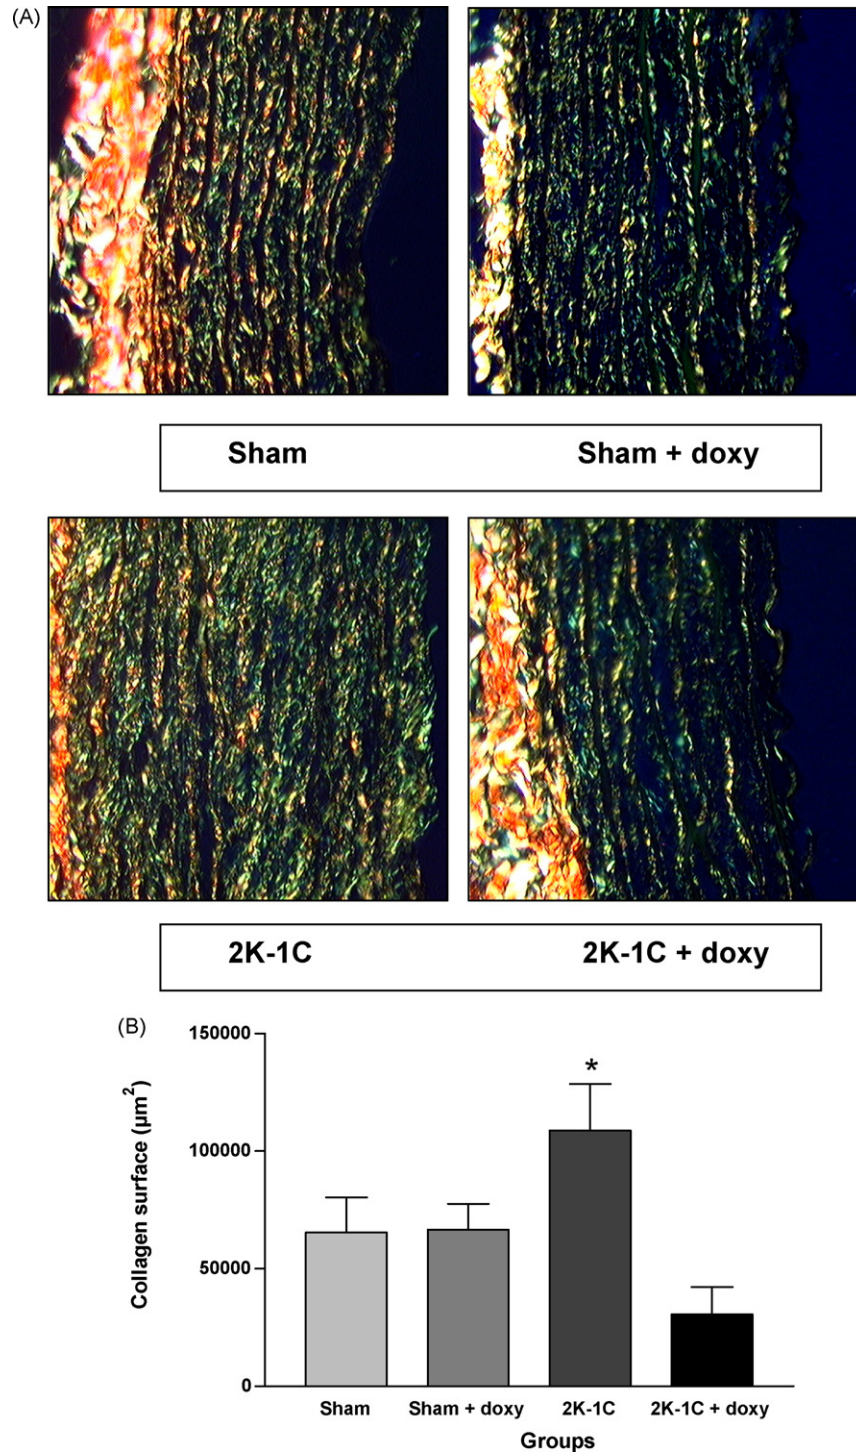 (A)
Sham Sham + doxy
2K-1C 2K-1C + doxy
(B)
150000
100000
50000
0
Collagen surface (µm²)
*
Sham Sham + doxy 2K-1C 2K-1C + doxy
Groups